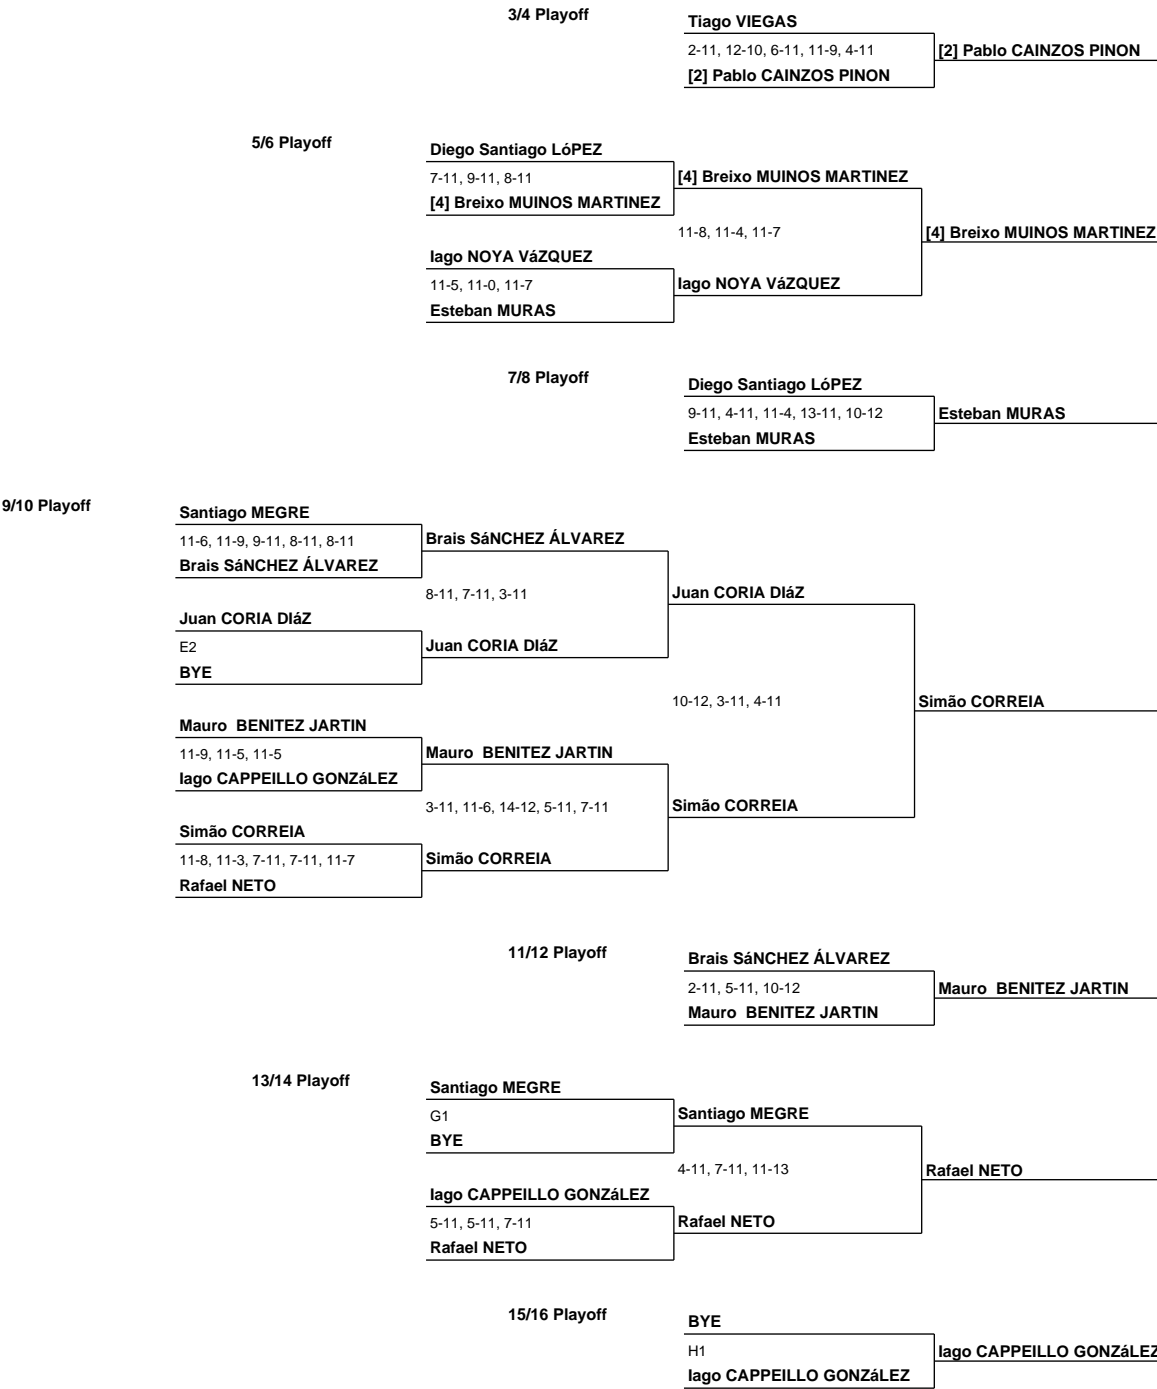 3/4 Playoff
Tiago VIEGAS
2-11, 12-10, 6-11, 11-9, 4-11
[2] Pablo CAINZOS PINON
[2] Pablo CAINZOS PINON
5/6 Playoff
Diego Santiago LóPEZ
7-11, 9-11, 8-11
[4] Breixo MUINOS MARTINEZ
[4] Breixo MUINOS MARTINEZ
11-8, 11-4, 11-7
[4] Breixo MUINOS MARTINEZ
Iago NOYA VáZQUEZ
11-5, 11-0, 11-7
Iago NOYA VáZQUEZ
Esteban MURAS
7/8 Playoff
Diego Santiago LóPEZ
9-11, 4-11, 11-4, 13-11, 10-12
Esteban MURAS
Esteban MURAS
9/10 Playoff
Santiago MEGRE
11-6, 11-9, 9-11, 8-11, 8-11
Brais SáNCHEZ ÁLVAREZ
Brais SáNCHEZ ÁLVAREZ
8-11, 7-11, 3-11
Juan CORIA DIáZ
Juan CORIA DIáZ
E2
Juan CORIA DIáZ
BYE
10-12, 3-11, 4-11
Simão CORREIA
Mauro  BENITEZ JARTIN
11-9, 11-5, 11-5
Mauro  BENITEZ JARTIN
Iago CAPPEILLO GONZáLEZ
3-11, 11-6, 14-12, 5-11, 7-11
Simão CORREIA
Simão CORREIA
11-8, 11-3, 7-11, 7-11, 11-7
Simão CORREIA
Rafael NETO
11/12 Playoff
Brais SáNCHEZ ÁLVAREZ
2-11, 5-11, 10-12
Mauro  BENITEZ JARTIN
Mauro  BENITEZ JARTIN
13/14 Playoff
Santiago MEGRE
G1
Santiago MEGRE
BYE
4-11, 7-11, 11-13
Rafael NETO
Iago CAPPEILLO GONZáLEZ
5-11, 5-11, 7-11
Rafael NETO
Rafael NETO
15/16 Playoff
BYE
H1
Iago CAPPEILLO GONZáLEZ
Iago CAPPEILLO GONZáLEZ